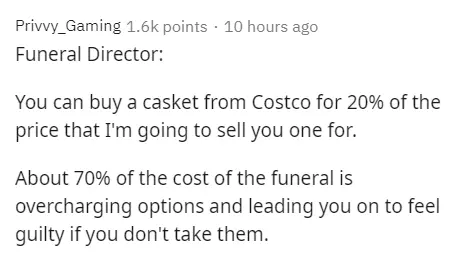 Privvy_Gaming 1.6k points · 10 hours ago
Funeral Director:
You can buy a casket from Costco for 20% of the
price that I'm going to sell you one for.
About 70% of the cost of the funeral is
overcharging options and leading you on to feel
guilty if you don't take them.